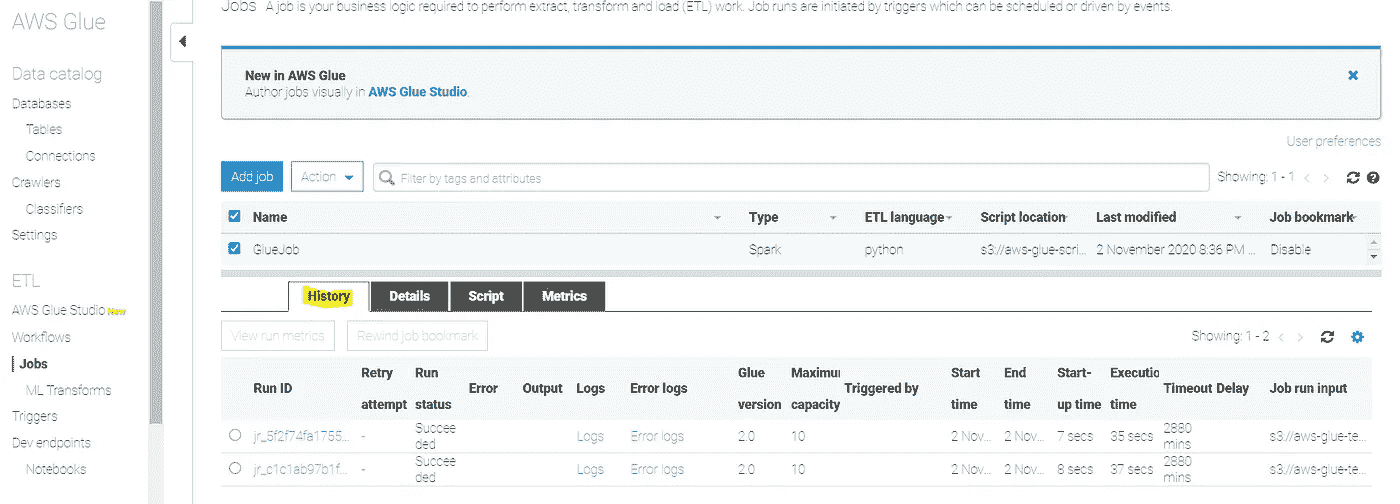 AWS Glue
Data catalog
Databases
Tables
Connections
Crawlers
Classifiers
Settings
ETL
AWS Glue Studio New
Workflows
Jobs
ML Transforms
Triggers
Dev endpoints
Notebooks
Jobs A job is your business logic required to perform extract, transform and load (ETL) work. Job runs are initiated by triggers which can be scheduled or driven by events.
New in AWS Glue
Author jobs visually in AWS Glue Studio.
User preferences
Add job Action Filter by tags and attributes Showing: 1 - 1
Name Type ETL language Script location Last modified Job bookmark
GlueJob Spark python s3://aws-glue-scri... 2 November 2020 8:36 PM ... Disable
History Details Script Metrics
View run metrics Rewind job bookmark Showing: 1 - 2
Run ID Retry attempt Run status Error Output Logs Error logs Glue version Maximum capacity Triggered by Start time End time Start-up time Executio time Timeout Delay Job run input
jr_5f2f74fa1755... - Succeeded Logs Error logs 2.0 10 2 Nov... 2 Nov... 7 secs 35 secs 2880 mins s3://aws-glue-te...
jr_c1c1ab97b1f... - Succeeded Logs Error logs 2.0 10 2 Nov... 2 Nov... 8 secs 37 secs 2880 mins s3://aws-glue-te...